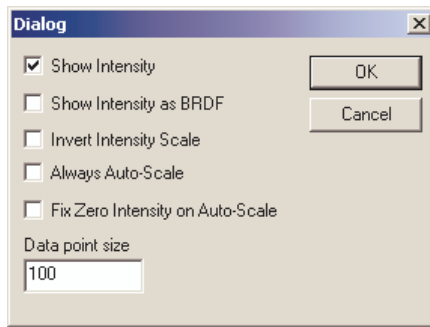 Dialog
Show Intensity
Show Intensity as BRDF
Invert Intensity Scale
Always Auto-Scale
Fix Zero Intensity on Auto-Scale
Data point size
100
OK
Cancel